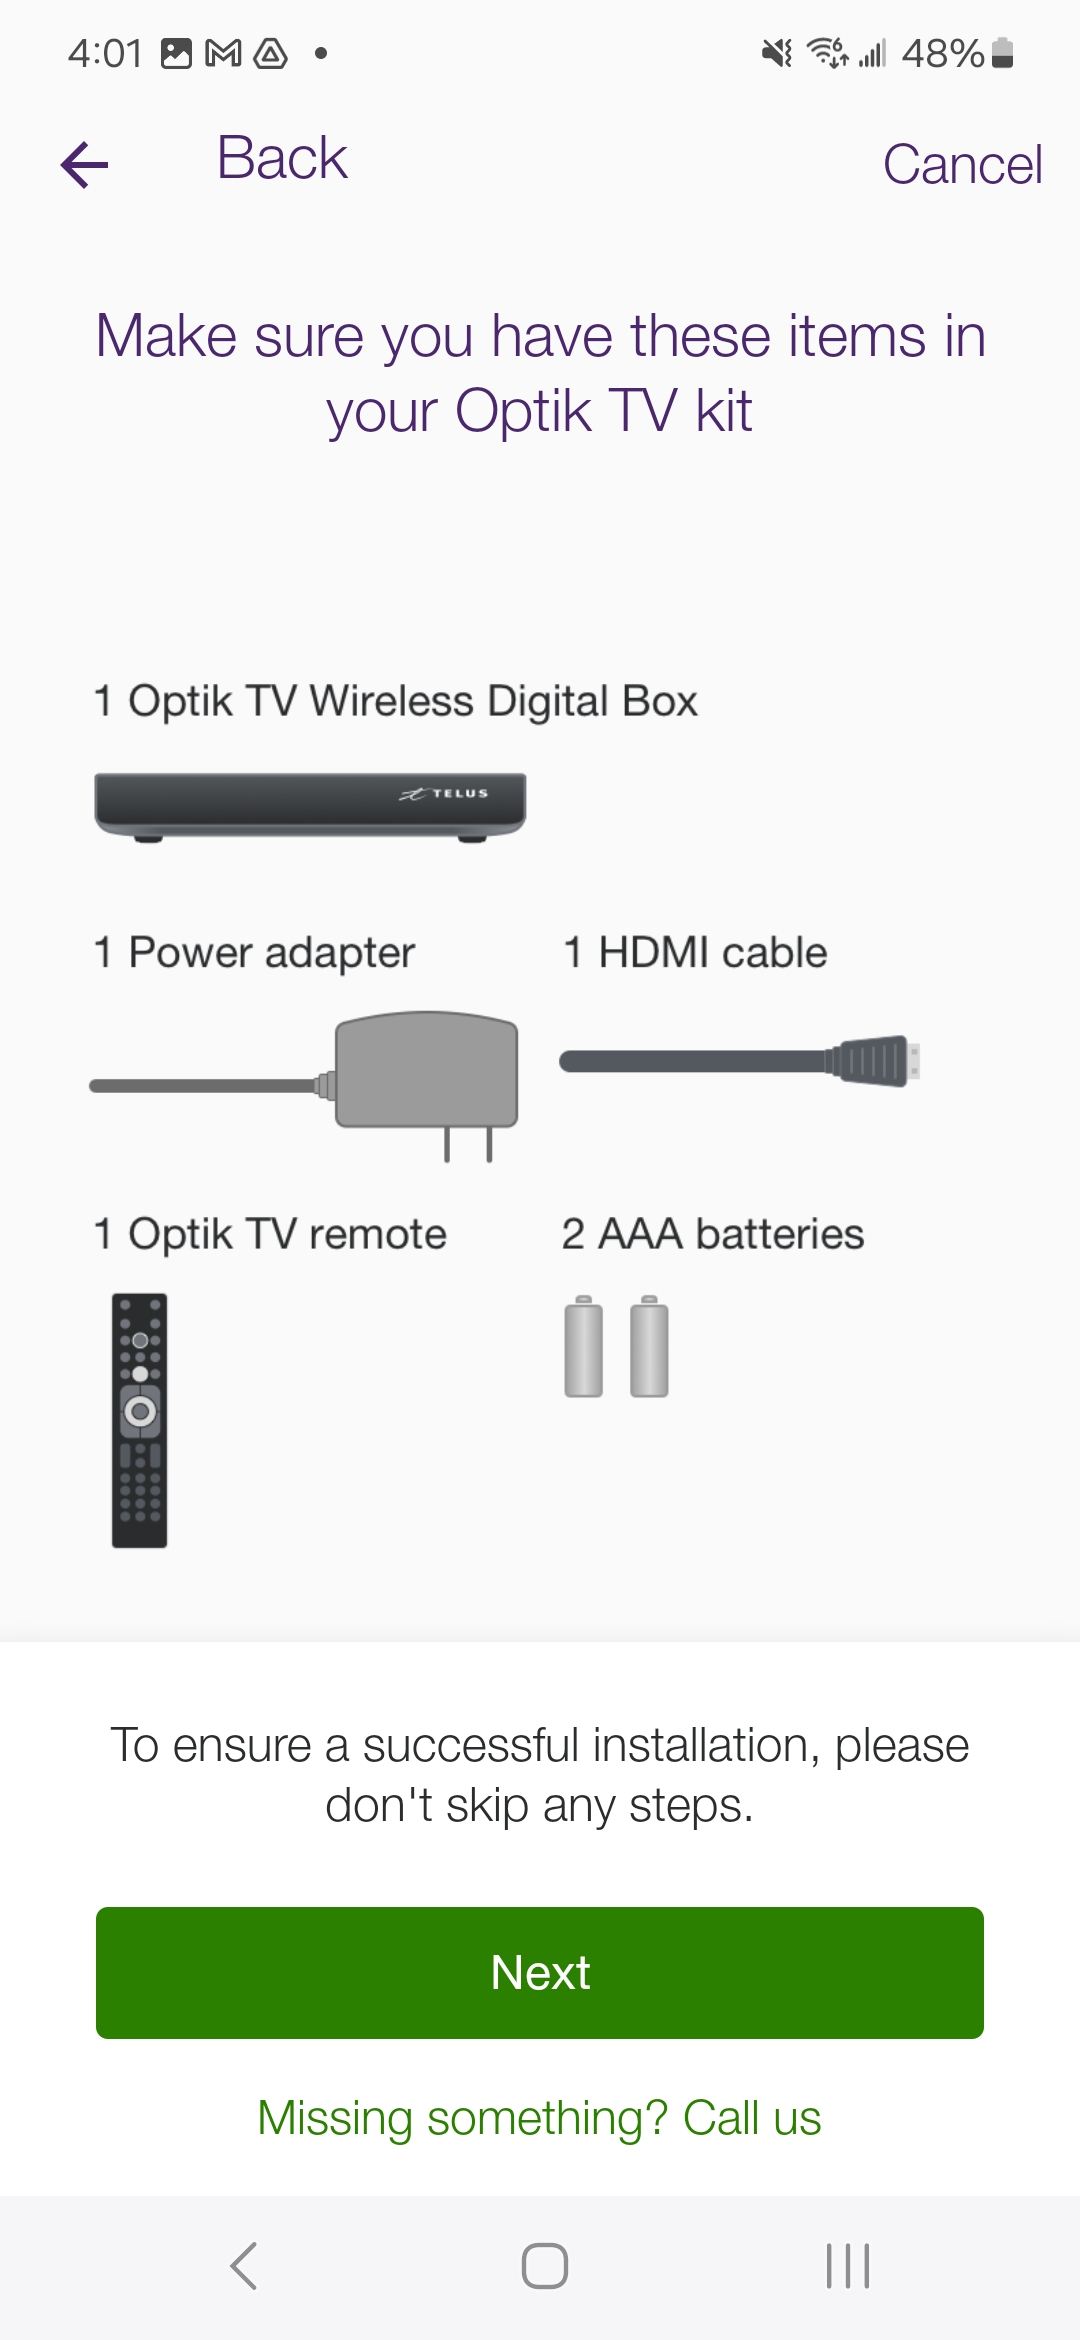 4:01 48%
Back
Cancel
Make sure you have these items in
your Optik TV kit
1 Optik TV Wireless Digital Box
TELUS
1 Power adapter
1 HDMI cable
1 Optik TV remote
2 AAA batteries
To ensure a successful installation, please
don't skip any steps.
Next
Missing something? Call us